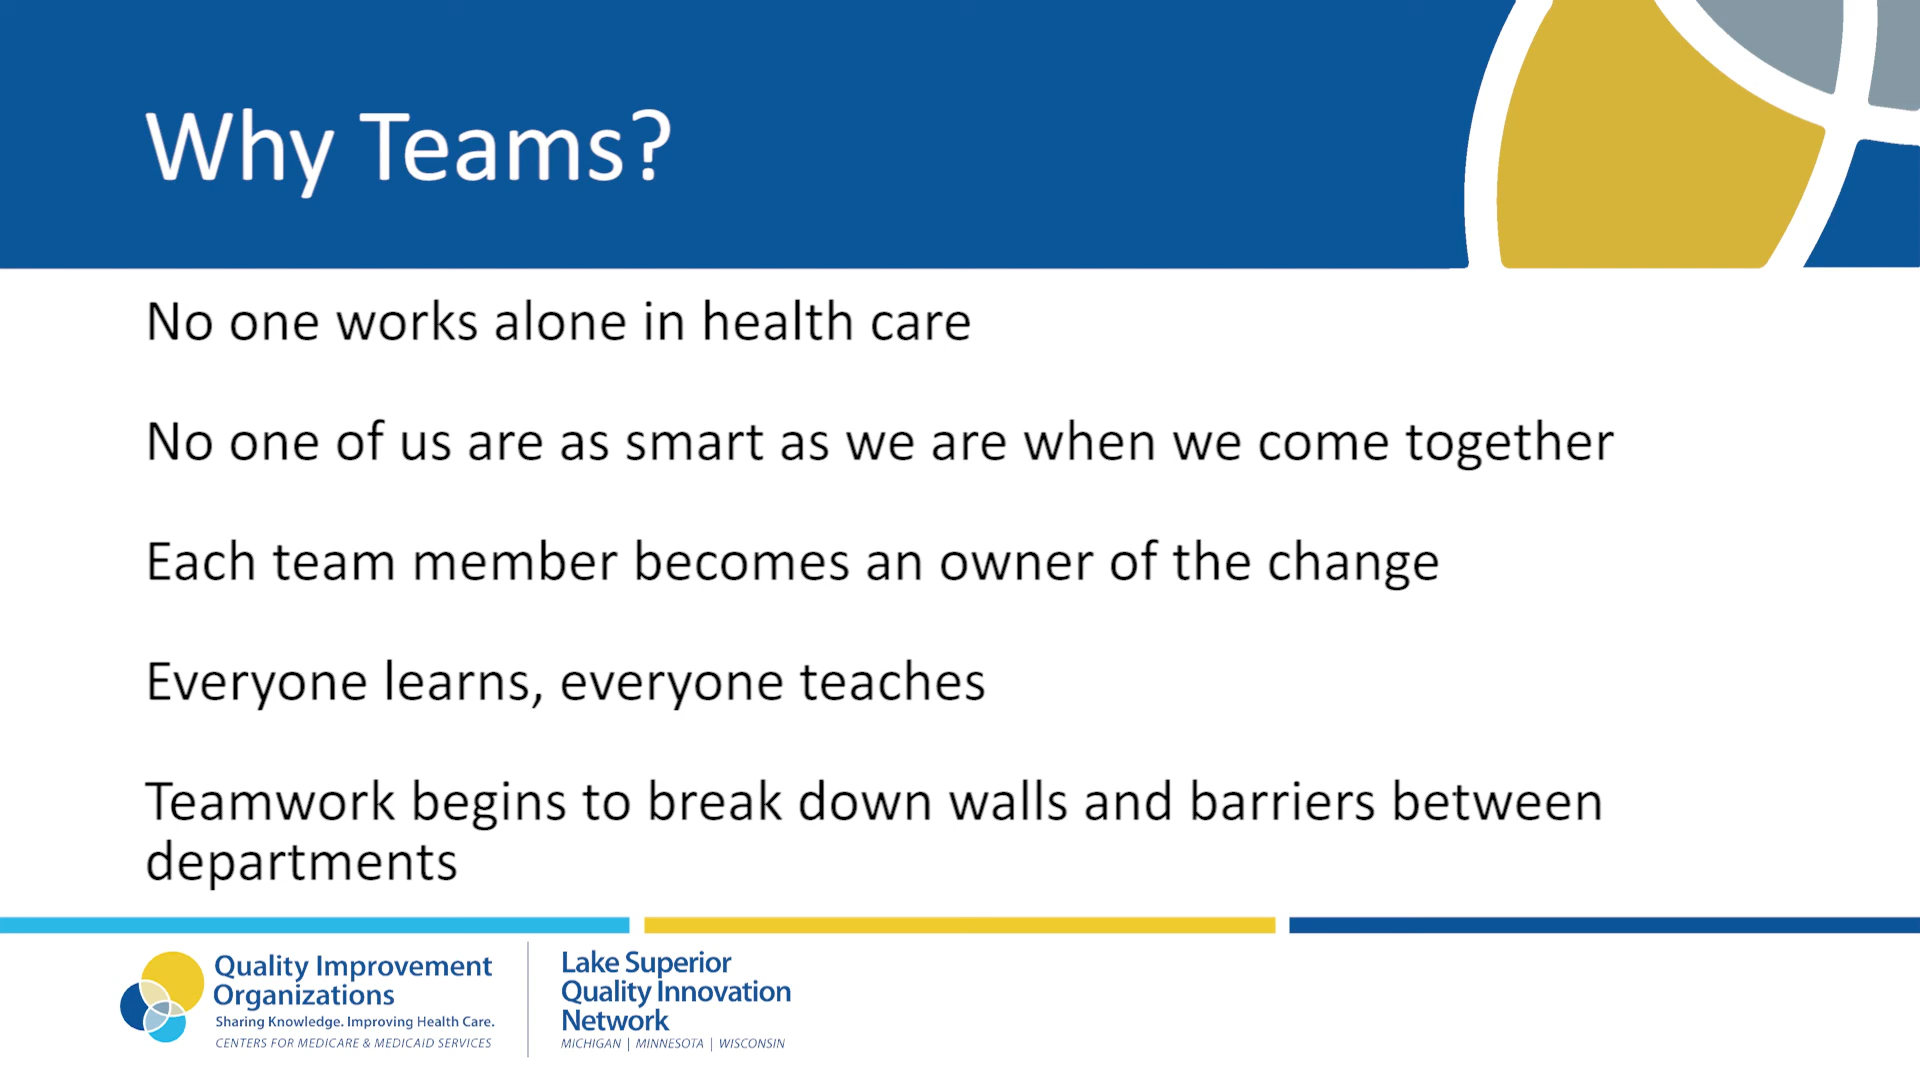 Why Teams?
No one works alone in health care
No one of us are as smart as we are when we come together
Each team member becomes an owner of the change
Everyone learns, everyone teaches
Teamwork begins to break down walls and barriers between
departments
Quality Improvement
Organizations
Sharing Knowledge. Improving Health Care.
CENTERS FOR MEDICARE & MEDICAID SERVICES
Lake Superior
Quality Innovation
Network
MICHIGAN | MINNESOTA | WISCONSIN